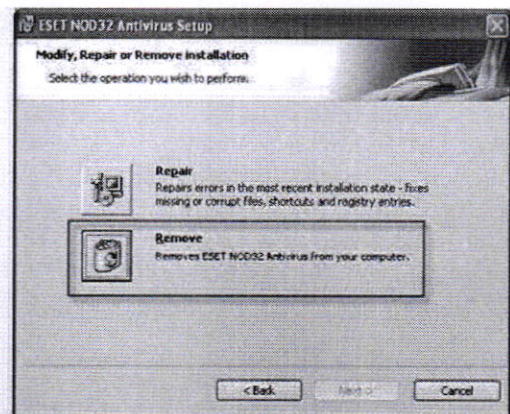 ESET NOD32 Antivirus Setup
Modify, Repair or Remove installation
Select the operation you wish to perform.
Repair
Repairs errors in the most recent installation state - fixes
missing or corrupt files, shortcuts and registry entries.
Remove
Removes ESET NOD32 Antivirus from your computer.
< Back
Next >
Cancel